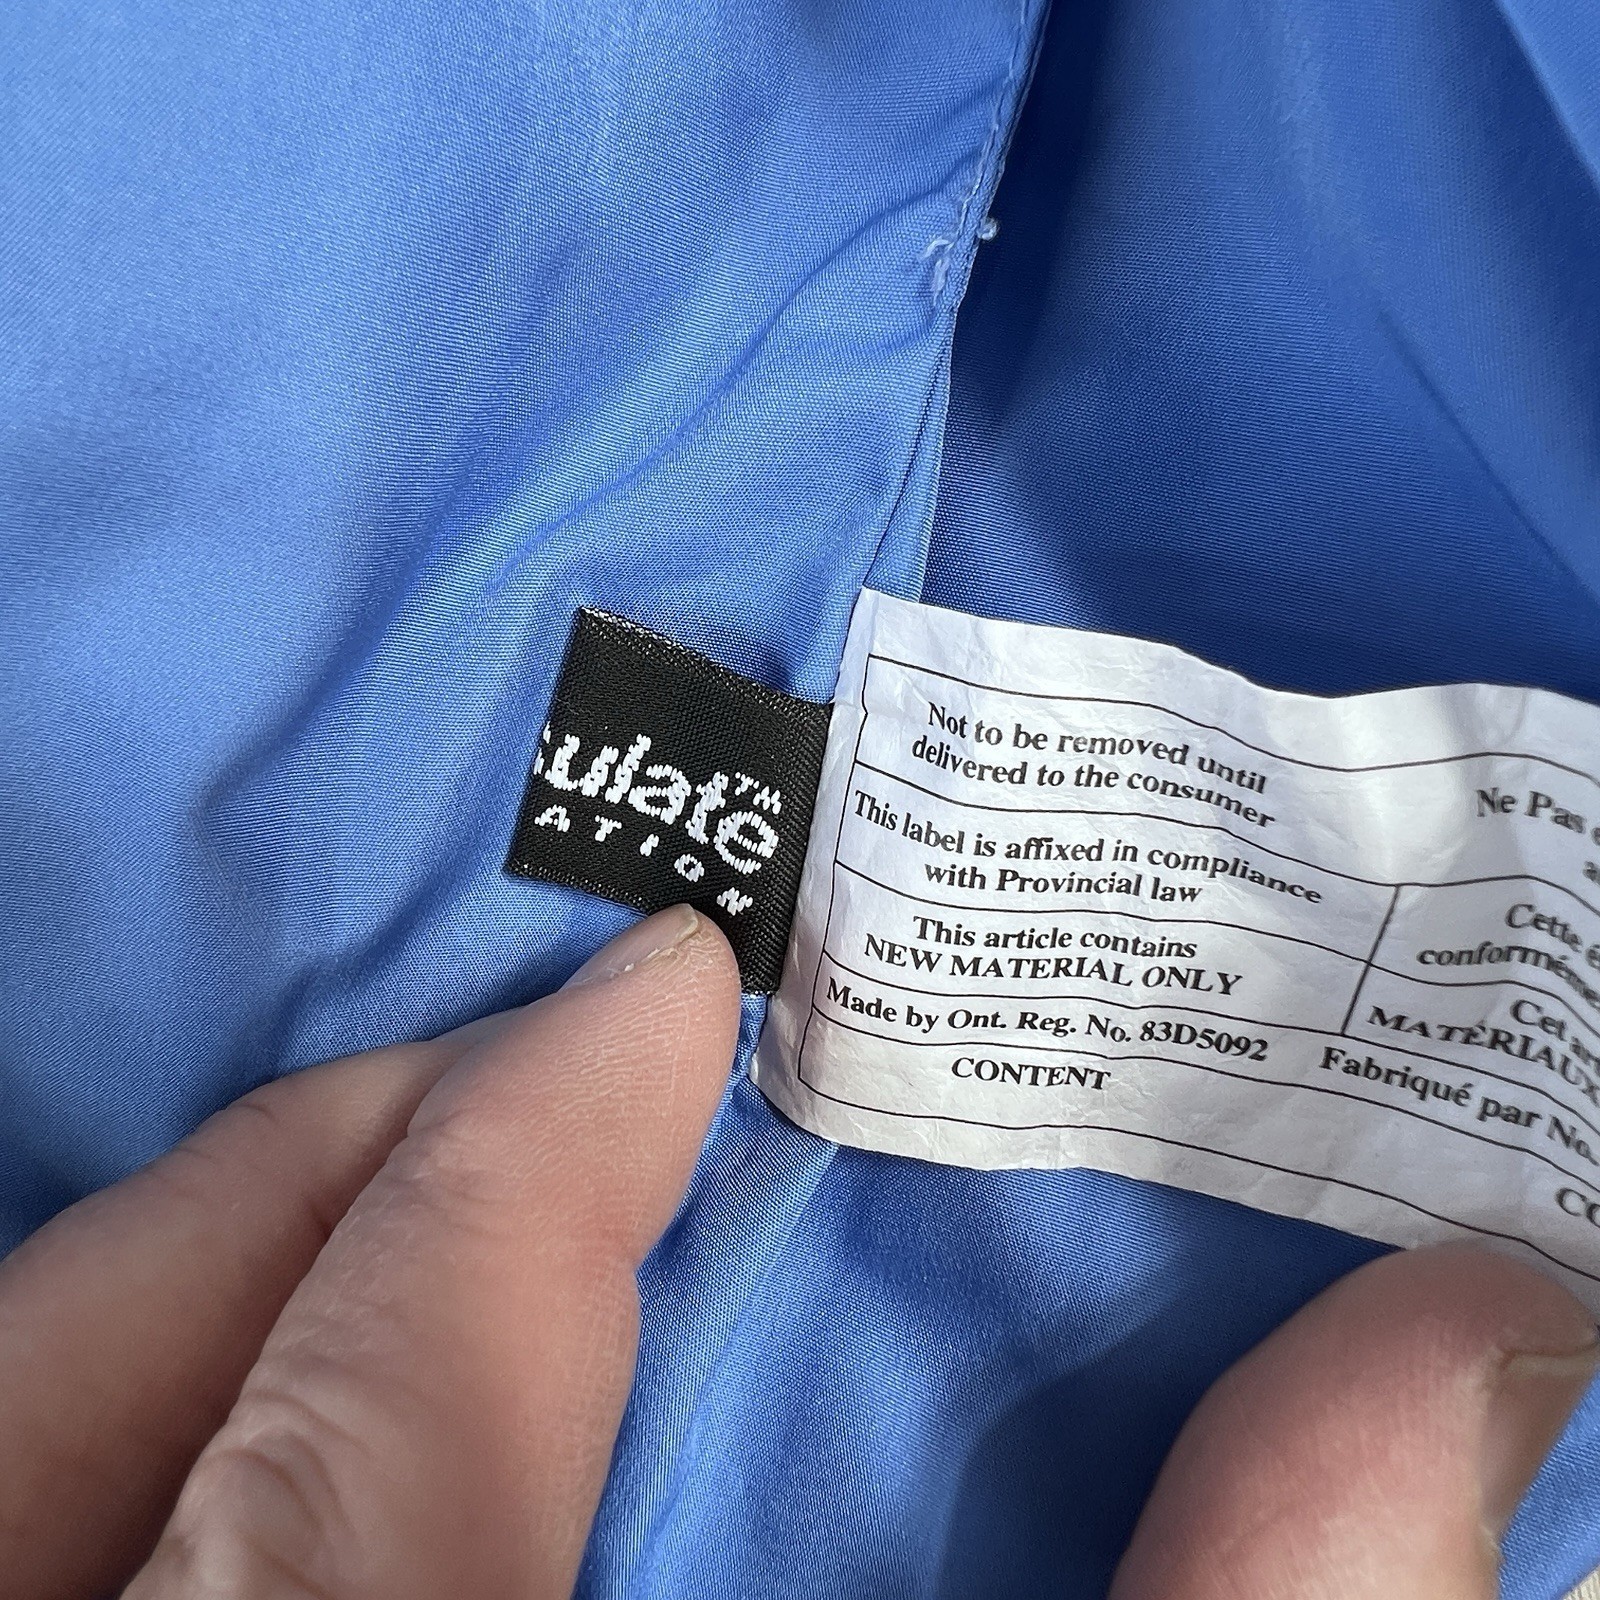 sulate™
ATION
Not to be removed until
delivered to the consumer
This label is affixed in compliance
with Provincial law
This article contains
NEW MATERIAL ONLY
Made by Ont. Reg. No. 83D5092
CONTENT
Ne Pas
Cette
conformé
Cet
MATÉRIAUX
Fabriqué par No.
CO